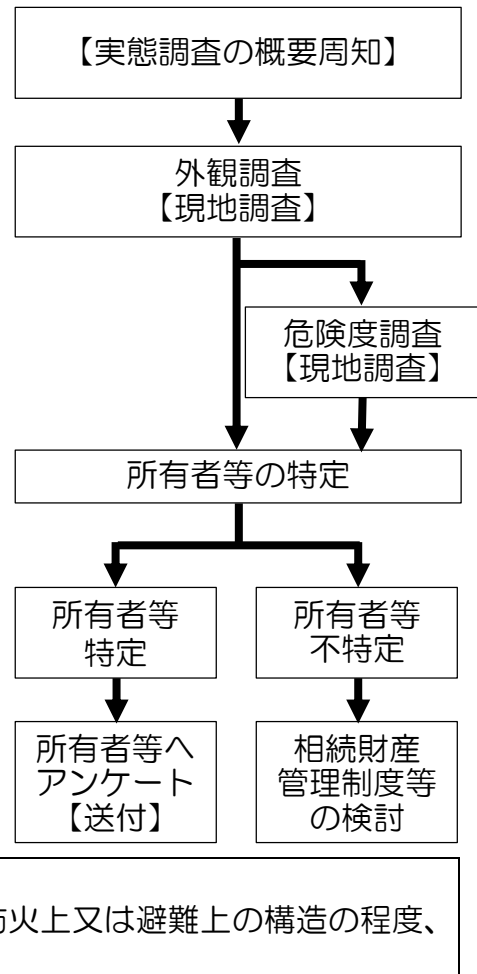 【実態調査の概要周知】
外観調査
【現地調査】
危険度調査
【現地調査】
所有者等の特定
所有者等
特定
所有者等
不特定
所有者等へ
アンケート
【送付】
相続財産
管理制度等
の検討
防火上又は避難上の構造の程度、